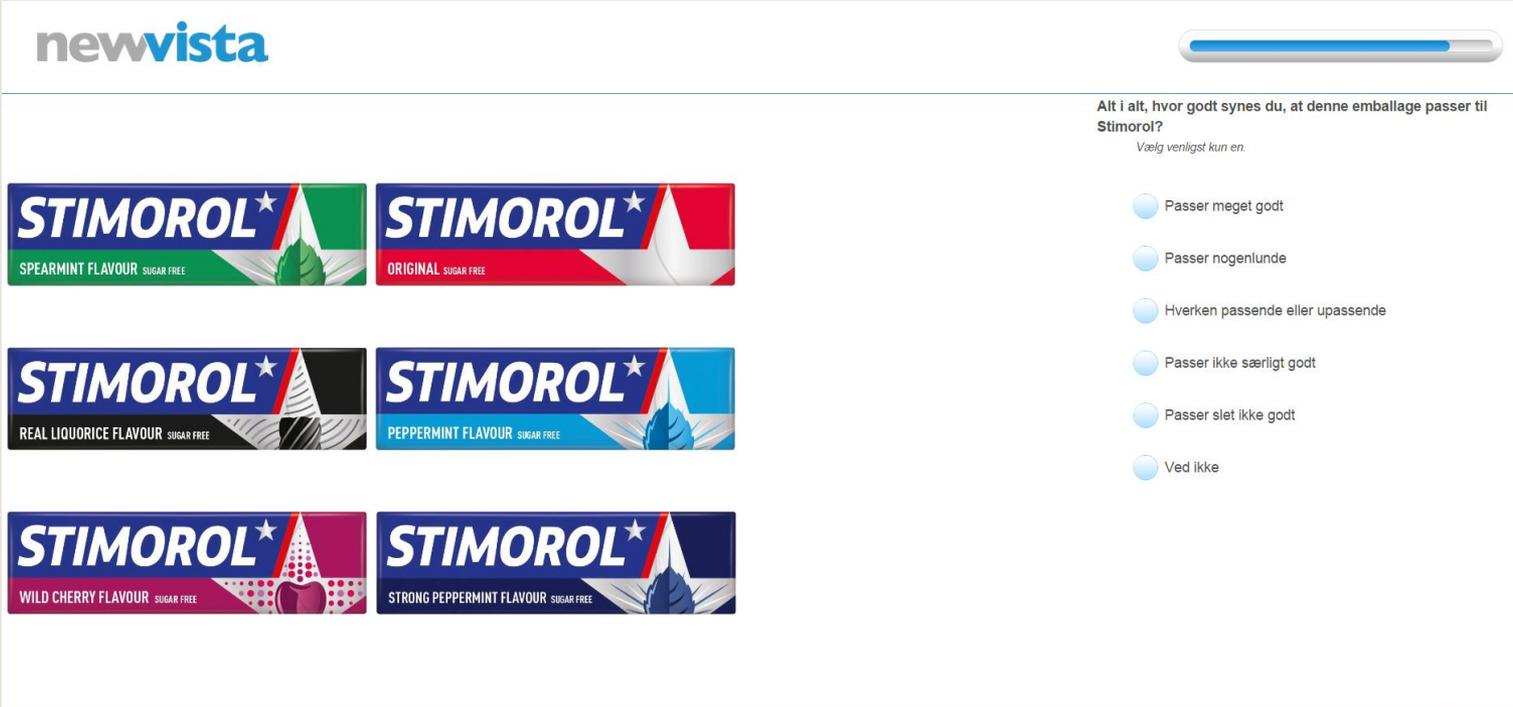 newvista
Alt i alt, hvor godt synes du, at denne emballage passer til
Stimorol?
Vælg venligst kun en.
STIMOROL
SPEARMINT FLAVOUR SUGAR FREE
STIMOROL
ORIGINAL SUGAR FREE
STIMOROL
REAL LIQUORICE FLAVOUR SUGAR FREE
STIMOROL
PEPPERMINT FLAVOUR SUGAR FREE
STIMOROL
WILD CHERRY FLAVOUR SUGAR FREE
STIMOROL
STRONG PEPPERMINT FLAVOUR SUGAR FREE
Passer meget godt
Passer nogenlunde
Hverken passende eller upassende
Passer ikke særligt godt
Passer slet ikke godt
Ved ikke